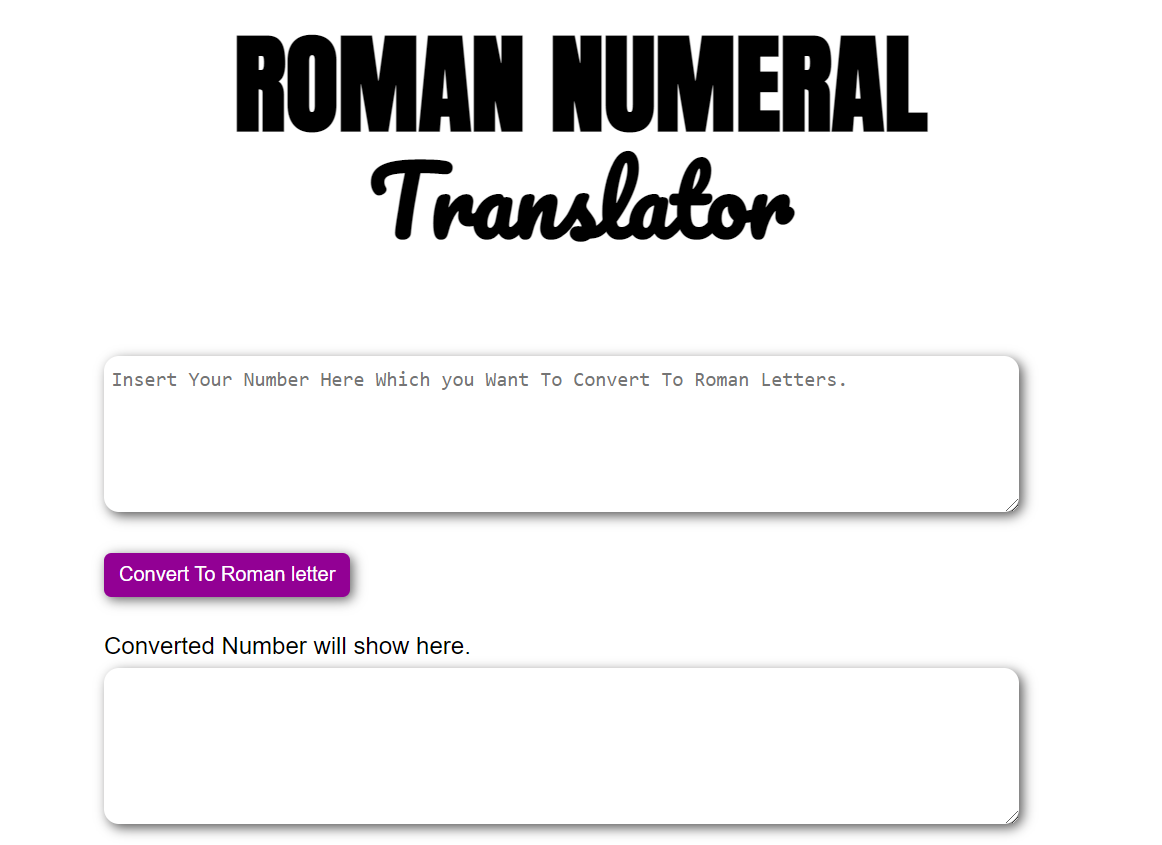 ROMAN NUMERAL
Translator
Insert Your Number Here Which you Want To Convert To Roman Letters.
Convert To Roman letter
Converted Number will show here.